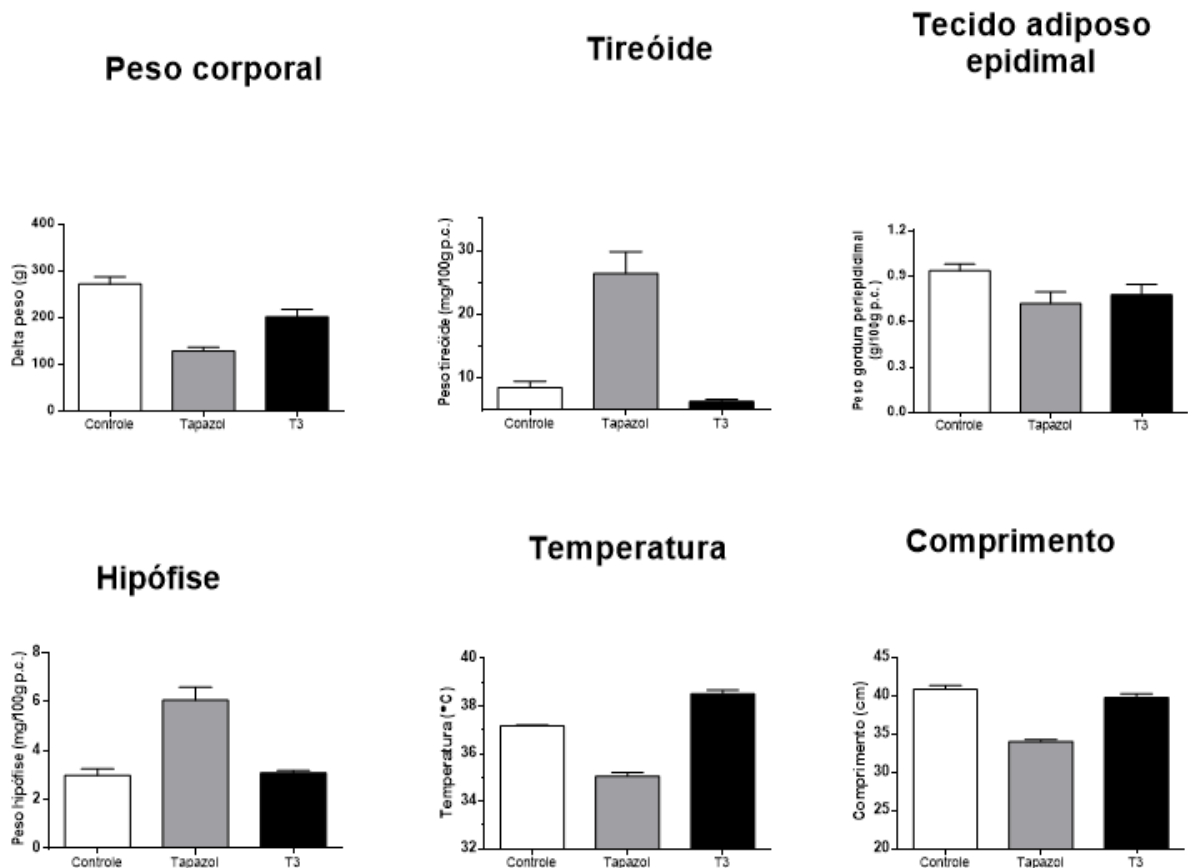 Peso corporal
Delta peso (g)
400
300
200
100
0
Controle Tapazol T3
Tireóide
Peso tireóide (mg/100g p.c.)
30
20
10
Controle Tapazol T3
Tecido adiposo
epidimal
Peso gordura periepididimal
(g/100g p.c.)
1.2
0.9
0.6
0.3
0.0
Controle Tapazol T3
Hipófise
Peso hipófise (mg/100g p.c.)
8
6
4
2
0
Controle Tapazol T3
Temperatura
Temperatura (°C)
40
38
36
34
32
Controle Tapazol T3
Comprimento
Comprimento (cm)
45
40
35
30
25
20
Controle Tapazol T3